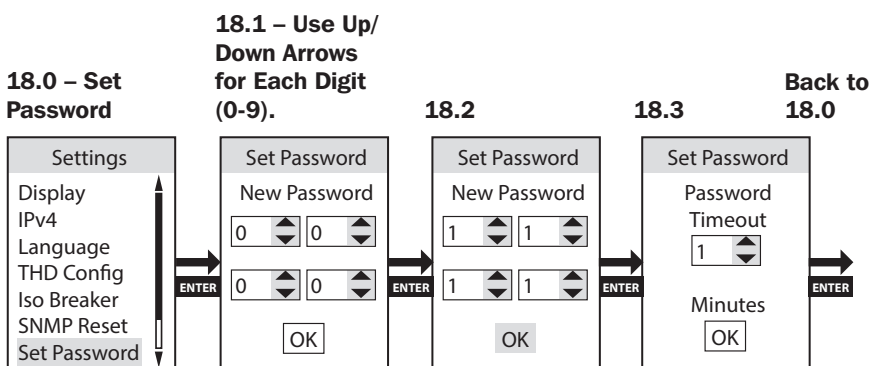 18.0 – Set
Password
18.1 – Use Up/
Down Arrows
for Each Digit
(0-9).
18.2
18.3
Back to
18.0
Settings
Display
IPv4
Language
THD Config
Iso Breaker
SNMP Reset
Set Password
ENTER
Set Password
New Password
0 0
0 0
OK
ENTER
Set Password
New Password
1 1
1 1
OK
ENTER
Set Password
Password
Timeout
1
Minutes
OK
ENTER